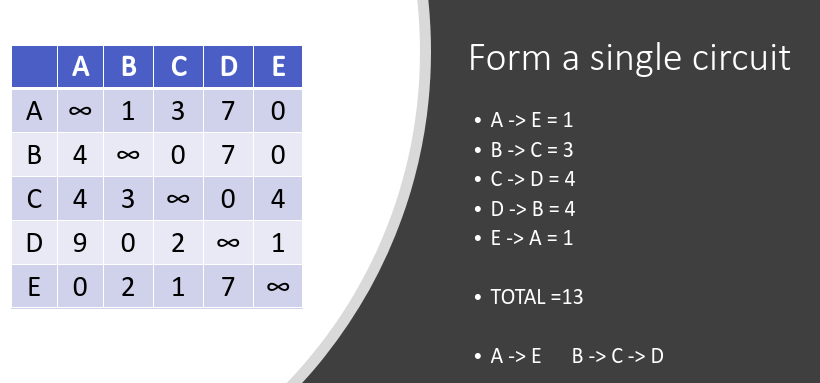 A B C D E
A ∞ 1 3 7 0
B 4 ∞ 0 7 0
C 4 3 ∞ 0 4
D 9 0 2 ∞ 1
E 0 2 1 7 ∞
Form a single circuit
• A -> E = 1
• B -> C = 3
• C -> D = 4
• D -> B = 4
• E -> A = 1
• TOTAL =13
• A -> E B -> C -> D